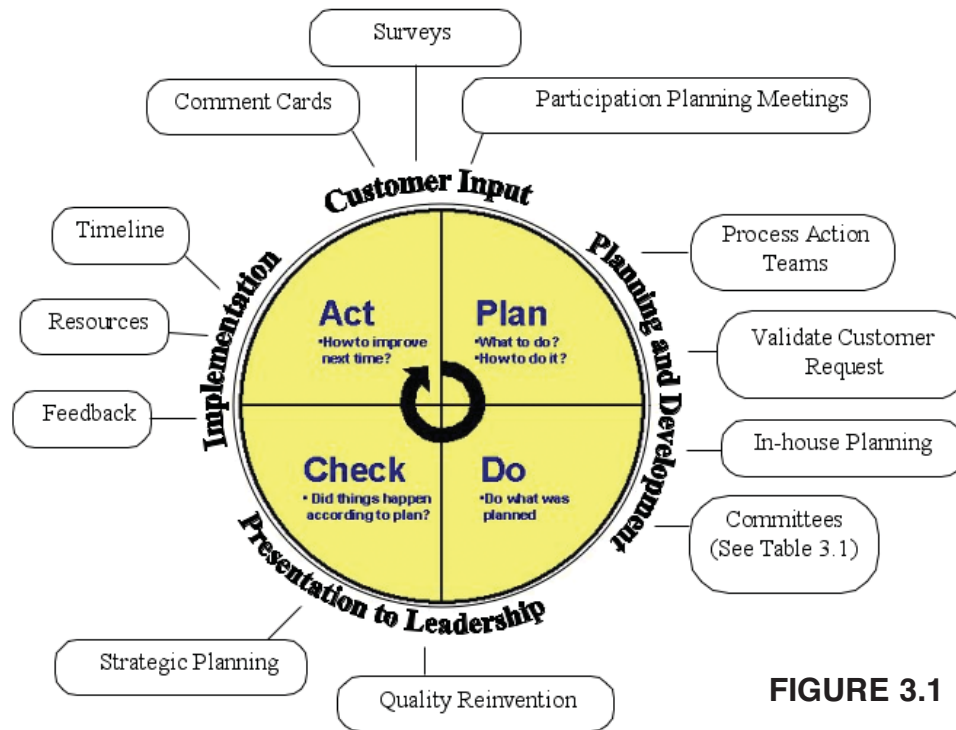 Surveys
Comment Cards
Participation Planning Meetings
Customer Input
Timeline
Resources
Feedback
Implementation
Planning and Development
Process Action
Teams
Validate Customer
Request
In-house Planning
Committees
(See Table 3.1)
Act
•How to improve
next time?
Plan
•What to do?
•How to do it?
Check
• Did things happen
according to plan?
Do
•Do what was
planned
Presentation to Leadership
Strategic Planning
Quality Reinvention
FIGURE 3.1